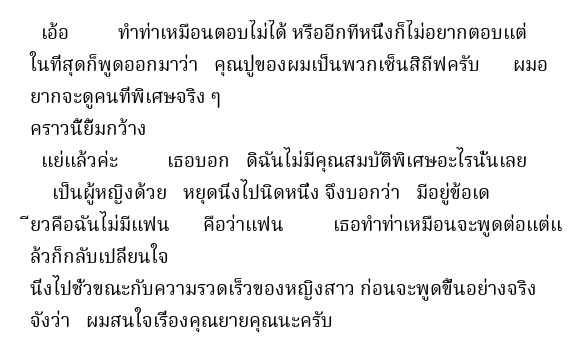 เอ้อ ทำท่าเหมือนตอบไม่ได้ หรืออีกทีหนึ่งก็ไม่อยากตอบแต่
ในที่สุดก็พูดออกมาว่า คุณปู่ของผมเป็นพวกเซ็นสิถีฟครับ ผมอ
ยากจะดูคนที่พิเศษจริง ๆ
คราวนี้ยิ้มกว้าง
แย่แล้วค่ะ เธอบอก ดิฉันไม่มีคุณสมบัติพิเศษอะไรนั้นเลย
เป็นผู้หญิงด้วย หยุดนึ่งไปนิดหนึ่ง จึงบอกว่า มีอยู่ข้อเด
ียวคือฉันไม่มีแฟน คือว่าแฟน เธอทำท่าเหมือนจะพูดต่อแต่แ
ล้วก็กลับเปลี่ยนใจ
นึ่งไปชั่วขณะกับความรวดเร็วของหญิงสาว ก่อนจะพูดขึ้นอย่างจริง
จังว่า ผมสนใจเรื่องคุณยายคุณนะครับ